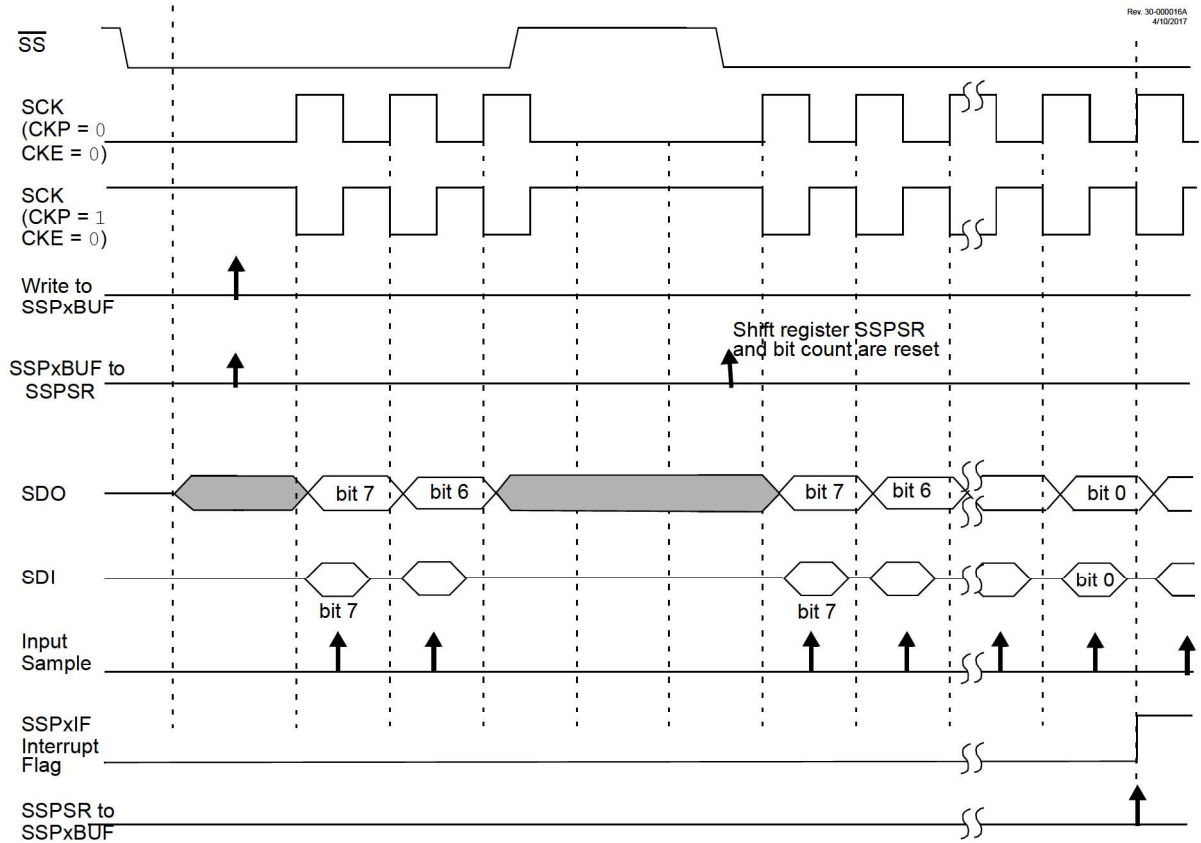 Rev. 30-000016A
4/10/2017
SS
SCK
(CKP = 0
CKE = 0)
SCK
(CKP = 1
CKE = 0)
Write to
SSPxBUF
Shift register SSPSR
and bit count are reset
SSPxBUF to
SSPSR
SDO
bit 7
bit 6
bit 7
bit 6
bit 0
SDI
bit 0
bit 7
bit 7
Input
Sample
SSPxIF
Interrupt
Flag
SSPSR to
SSPxBUF